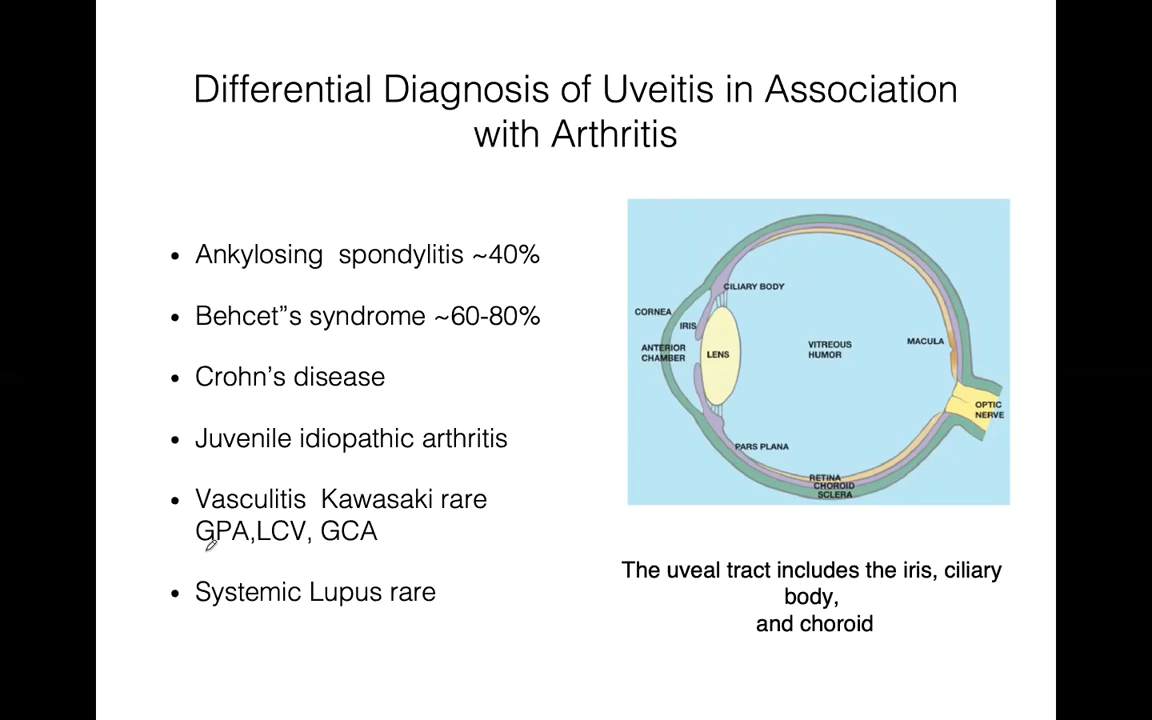 Differential Diagnosis of Uveitis in Association
with Arthritis
• Ankylosing  spondylitis ~40%
• Behcet”s syndrome ~60-80%
• Crohn’s disease
• Juvenile idiopathic arthritis
• Vasculitis  Kawasaki rare
GPA,LCV, GCA
• Systemic Lupus rare
CILIARY BODY
CORNEA
IRIS
ANTERIOR
CHAMBER
LENS
VITREOUS
HUMOR
MACULA
OPTIC
NERVE
PARS PLANA
RETINA
CHOROID
SCLERA
The uveal tract includes the iris, ciliary
body,
and choroid